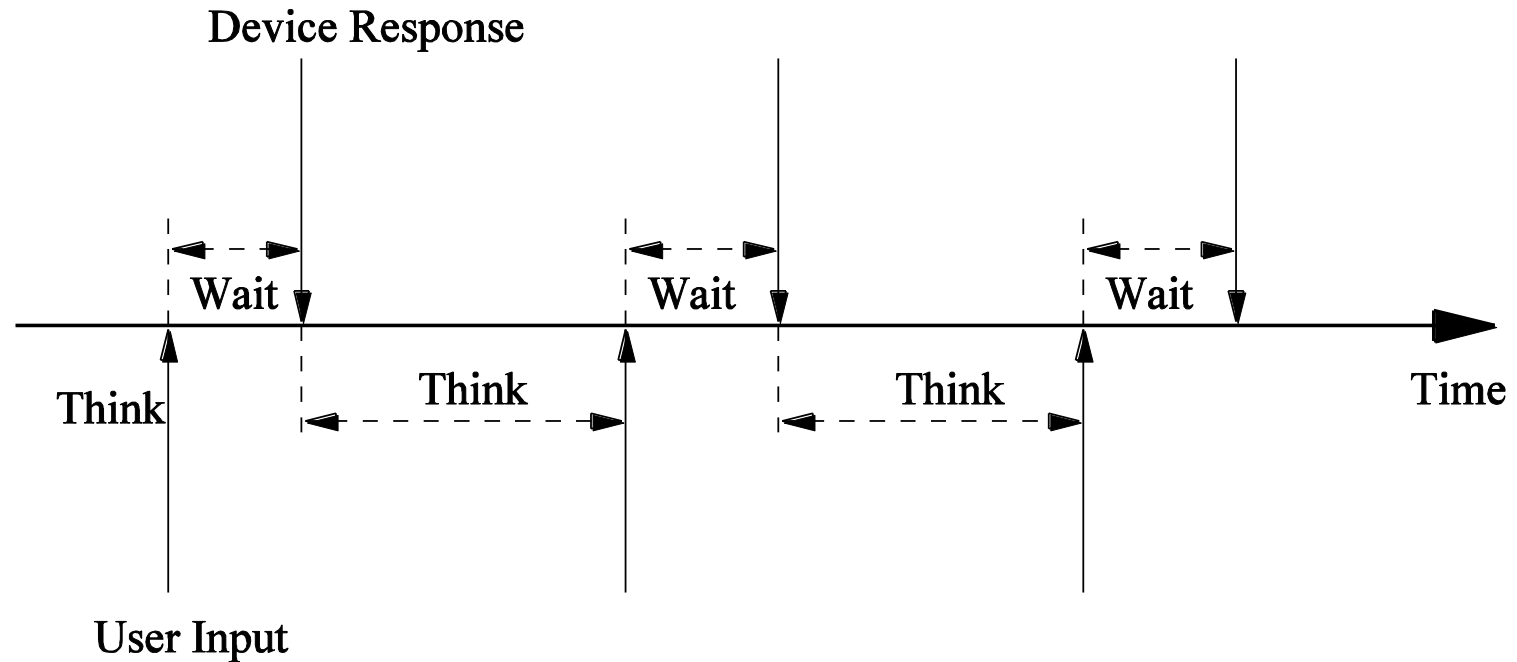 Device Response
Wait
Wait
Wait
Think
Think
Think
Time
User Input